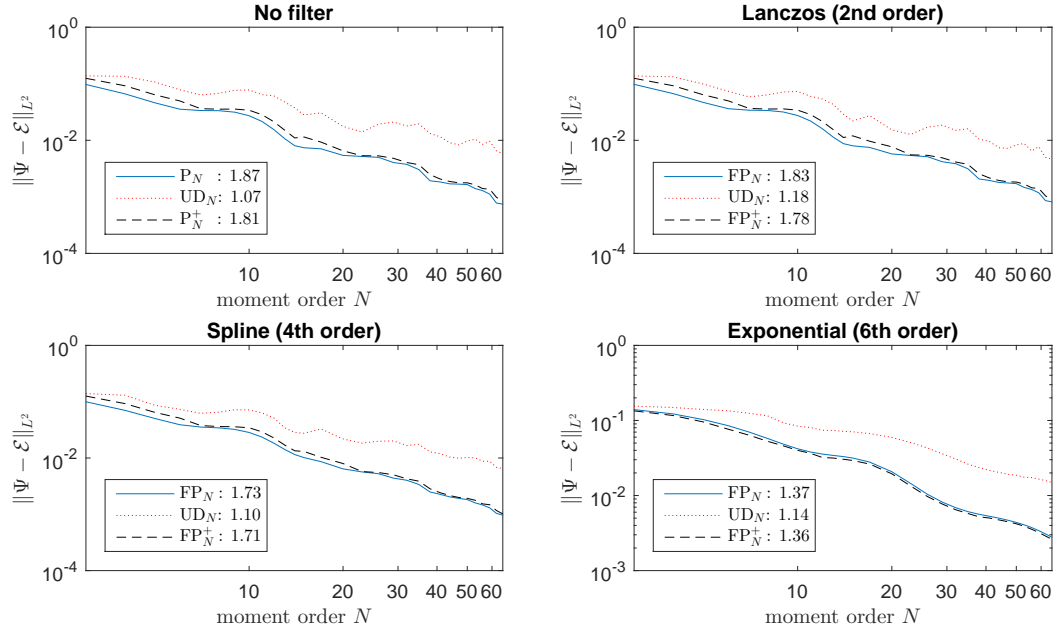 No filter
10^0
10^-2
10^-4
‖Ψ − ℰ‖_{L^2}
P_N : 1.87
UD_N: 1.07
P_N^+ : 1.81
10 20 30 40 50 60
moment order N
Lanczos (2nd order)
10^0
10^-2
10^-4
‖Ψ − ℰ‖_{L^2}
FP_N : 1.83
UD_N: 1.18
FP_N^+ : 1.78
10 20 30 40 50 60
moment order N
Spline (4th order)
10^0
10^-2
10^-4
‖Ψ − ℰ‖_{L^2}
FP_N : 1.73
UD_N: 1.10
FP_N^+ : 1.71
10 20 30 40 50 60
moment order N
Exponential (6th order)
10^0
10^-1
10^-2
10^-3
‖Ψ − ℰ‖_{L^2}
FP_N : 1.37
UD_N: 1.14
FP_N^+ : 1.36
10 20 30 40 50 60
moment order N